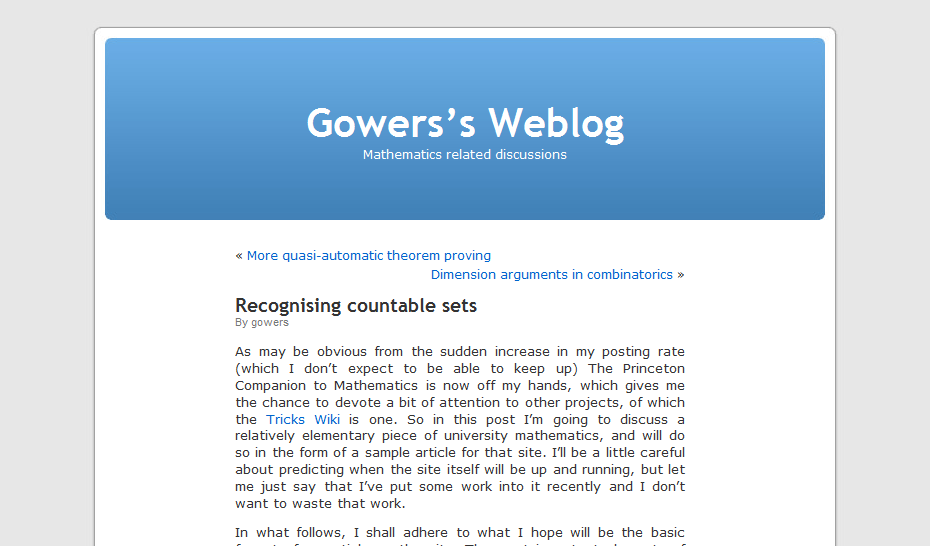 Gowers’s Weblog
Mathematics related discussions
« More quasi-automatic theorem proving
Dimension arguments in combinatorics »
Recognising countable sets
By gowers
As may be obvious from the sudden increase in my posting rate
(which I don’t expect to be able to keep up) The Princeton
Companion to Mathematics is now off my hands, which gives me
the chance to devote a bit of attention to other projects, of which
the Tricks Wiki is one. So in this post I’m going to discuss a
relatively elementary piece of university mathematics, and will do
so in the form of a sample article for that site. I’ll be a little careful
about predicting when the site itself will be up and running, but let
me just say that I’ve put some work into it recently and I don’t
want to waste that work.
In what follows, I shall adhere to what I hope will be the basic